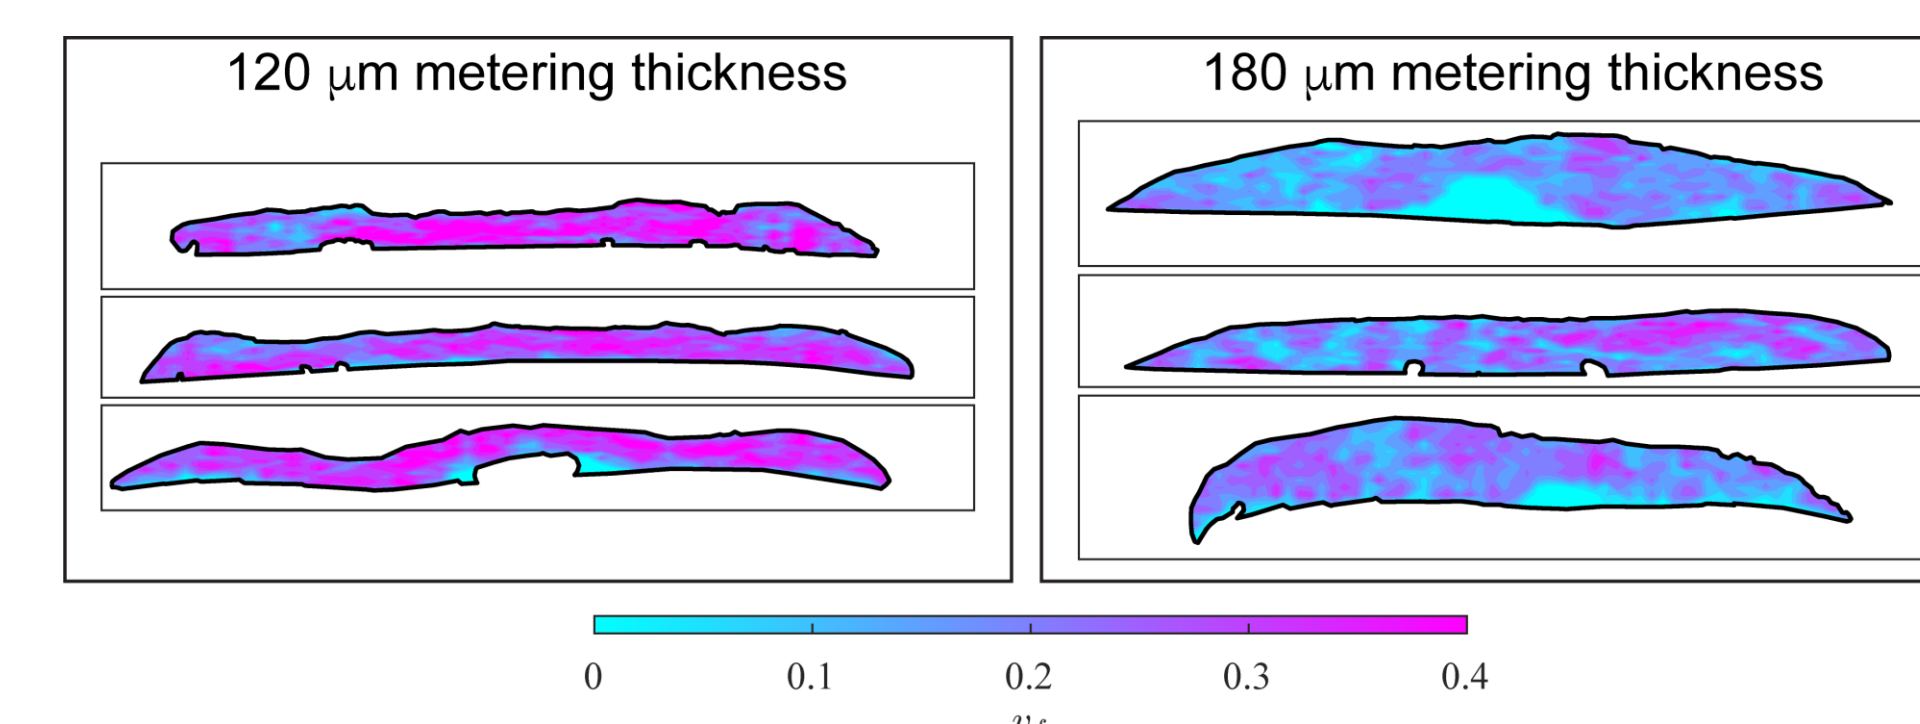 120 μm metering thickness
180 μm metering thickness
0 0.1 0.2 0.3 0.4